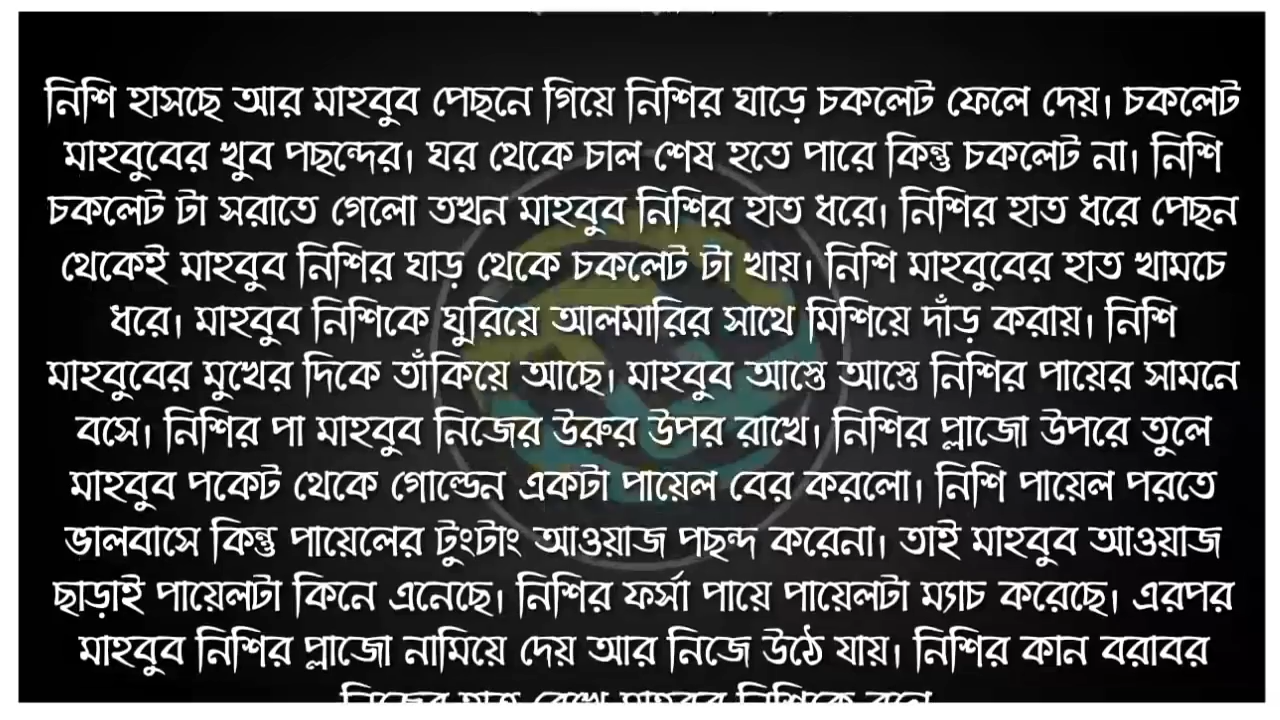 নিশি হাসছে আর মাহবুব পেছনে গিয়ে নিশির ঘাড়ে চকলেট ফেলে দেয়। চকলেট
মাহবুবের খুব পছন্দের। ঘর থেকে চাল শেষ হতে পারে কিন্তু চকলেট না। নিশি
চকলেট টা সরাতে গেলো তখন মাহবুব নিশির হাত ধরে। নিশির হাত ধরে পেছন
থেকেই মাহবুব নিশির ঘাড় থেকে চকলেট টা খায়। নিশি মাহবুবের হাত খামচে
ধরে। মাহবুব নিশিকে ঘুরিয়ে আলমারির সাথে মিশিয়ে দাঁড় করায়। নিশি
মাহবুবের মুখের দিকে তাঁকিয়ে আছে। মাহবুব আস্তে আস্তে নিশির পায়ের সামনে
বসে। নিশির পা মাহবুব নিজের উরুর উপর রাখে। নিশির প্লাজো উপরে তুলে
মাহবুব পকেট থেকে গোল্ডেন একটা পায়েল বের করলো। নিশি পায়েল পরতে
ভালবাসে কিন্তু পায়েলের টুংটাং আওয়াজ পছন্দ করেনা। তাই মাহবুব আওয়াজ
ছাড়াই পায়েলটা কিনে এনেছে। নিশির ফর্সা পায়ে পায়েলটা ম্যাচ করেছে। এরপর
মাহবুব নিশির প্লাজো নামিয়ে দেয় আর নিজে উঠে যায়। নিশির কান বরাবর
নিজের হাত রেখে মাহবুব নিশিকে বলে